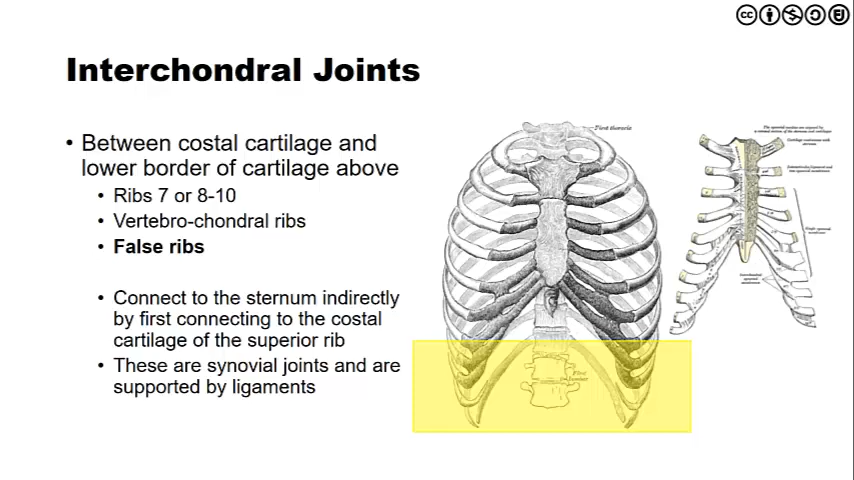 Interchondral Joints
• Between costal cartilage and
lower border of cartilage above
• Ribs 7 or 8-10
• Vertebro-chondral ribs
• False ribs
• Connect to the sternum indirectly
by first connecting to the costal
cartilage of the superior rib
• These are synovial joints and are
supported by ligaments
First thoracic
First
lumbar